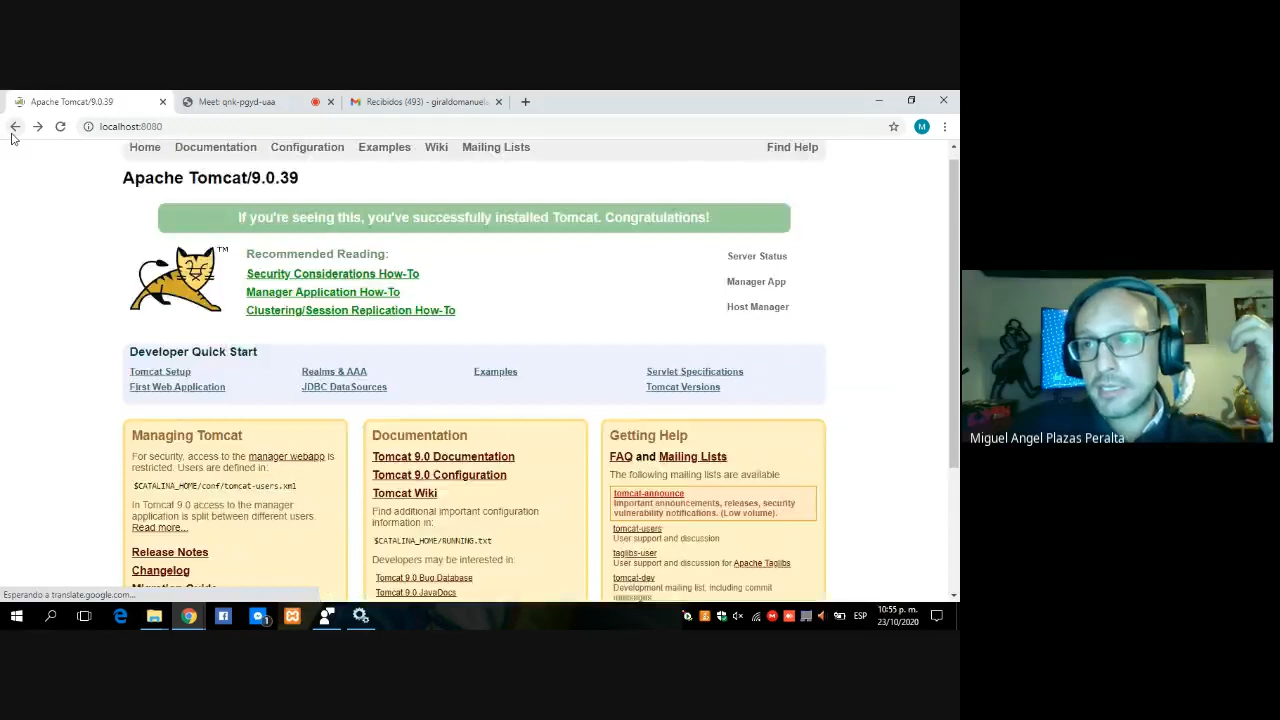 Apache Tomcat/9.0.39
Meet: qnk-pgyd-uaa
Recibidos (493) - giraldomanuela
localhost:8080
M
Home Documentation Configuration Examples Wiki Mailing Lists Find Help
Apache Tomcat/9.0.39
If you're seeing this, you've successfully installed Tomcat. Congratulations!
TM
Recommended Reading:
Security Considerations How-To
Manager Application How-To
Clustering/Session Replication How-To
Server Status
Manager App
Host Manager
Developer Quick Start
Tomcat Setup
First Web Application
Realms & AAA
JDBC DataSources
Examples
Servlet Specifications
Tomcat Versions
Managing Tomcat
For security, access to the manager webapp is
restricted. Users are defined in:
$CATALINA_HOME/conf/tomcat-users.xml
In Tomcat 9.0 access to the manager
application is split between different users.
Read more...
Release Notes
Changelog
Migration Guide
Documentation
Tomcat 9.0 Documentation
Tomcat 9.0 Configuration
Tomcat Wiki
Find additional important configuration
information in:
$CATALINA_HOME/RUNNING.txt
Developers may be interested in:
Tomcat 9.0 Bug Database
Tomcat 9.0 JavaDocs
Getting Help
FAQ and Mailing Lists
The following mailing lists are available
tomcat-announce
Important announcements, releases, security
vulnerability notifications. (Low volume).
tomcat-users
User support and discussion
taglibs-user
User support and discussion for Apache Taglibs
tomcat-dev
Development mailing list, including commit
messages
Esperando a translate.google.com...
1
ESP
10:55 p. m.
23/10/2020
Miguel Angel Plazas Peralta